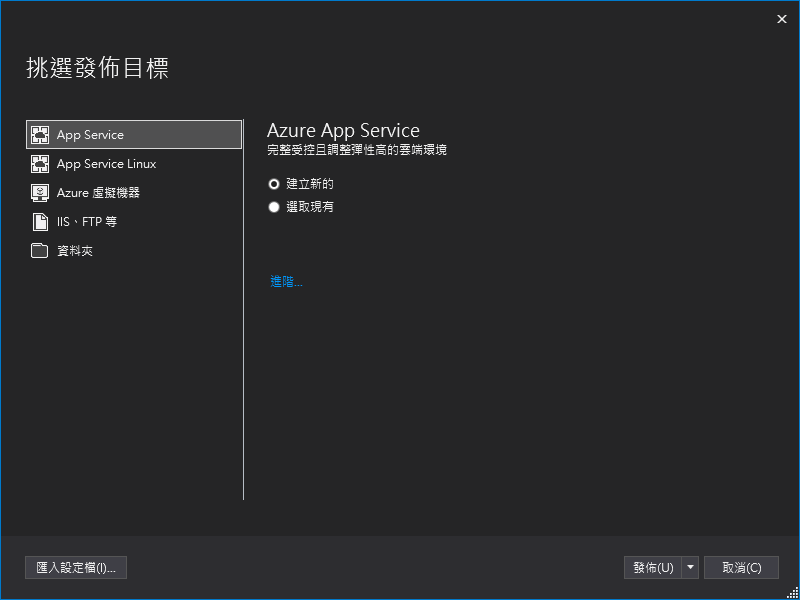 挑選發佈目標
App Service
App Service Linux
Azure 虛擬機器
IIS、FTP 等
資料夾
Azure App Service
完整受控且調整彈性高的雲端環境
建立新的
選取現有
進階...
匯入設定檔(I)...
發佈(U)
取消(C)